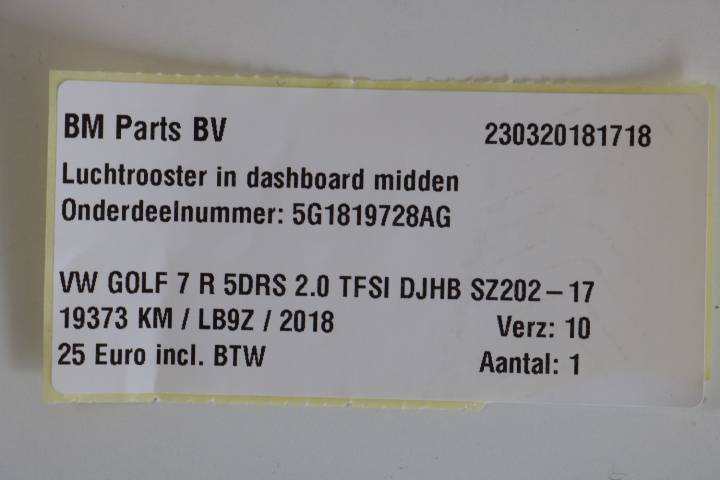 BM Parts BV 230320181718
Luchtrooster in dashboard midden
Onderdeelnummer: 5G1819728AG
VW GOLF 7 R 5DRS 2.0 TFSI DJHB SZ202-17
19373 KM / LB9Z / 2018 Verz: 10
25 Euro incl. BTW Aantal: 1